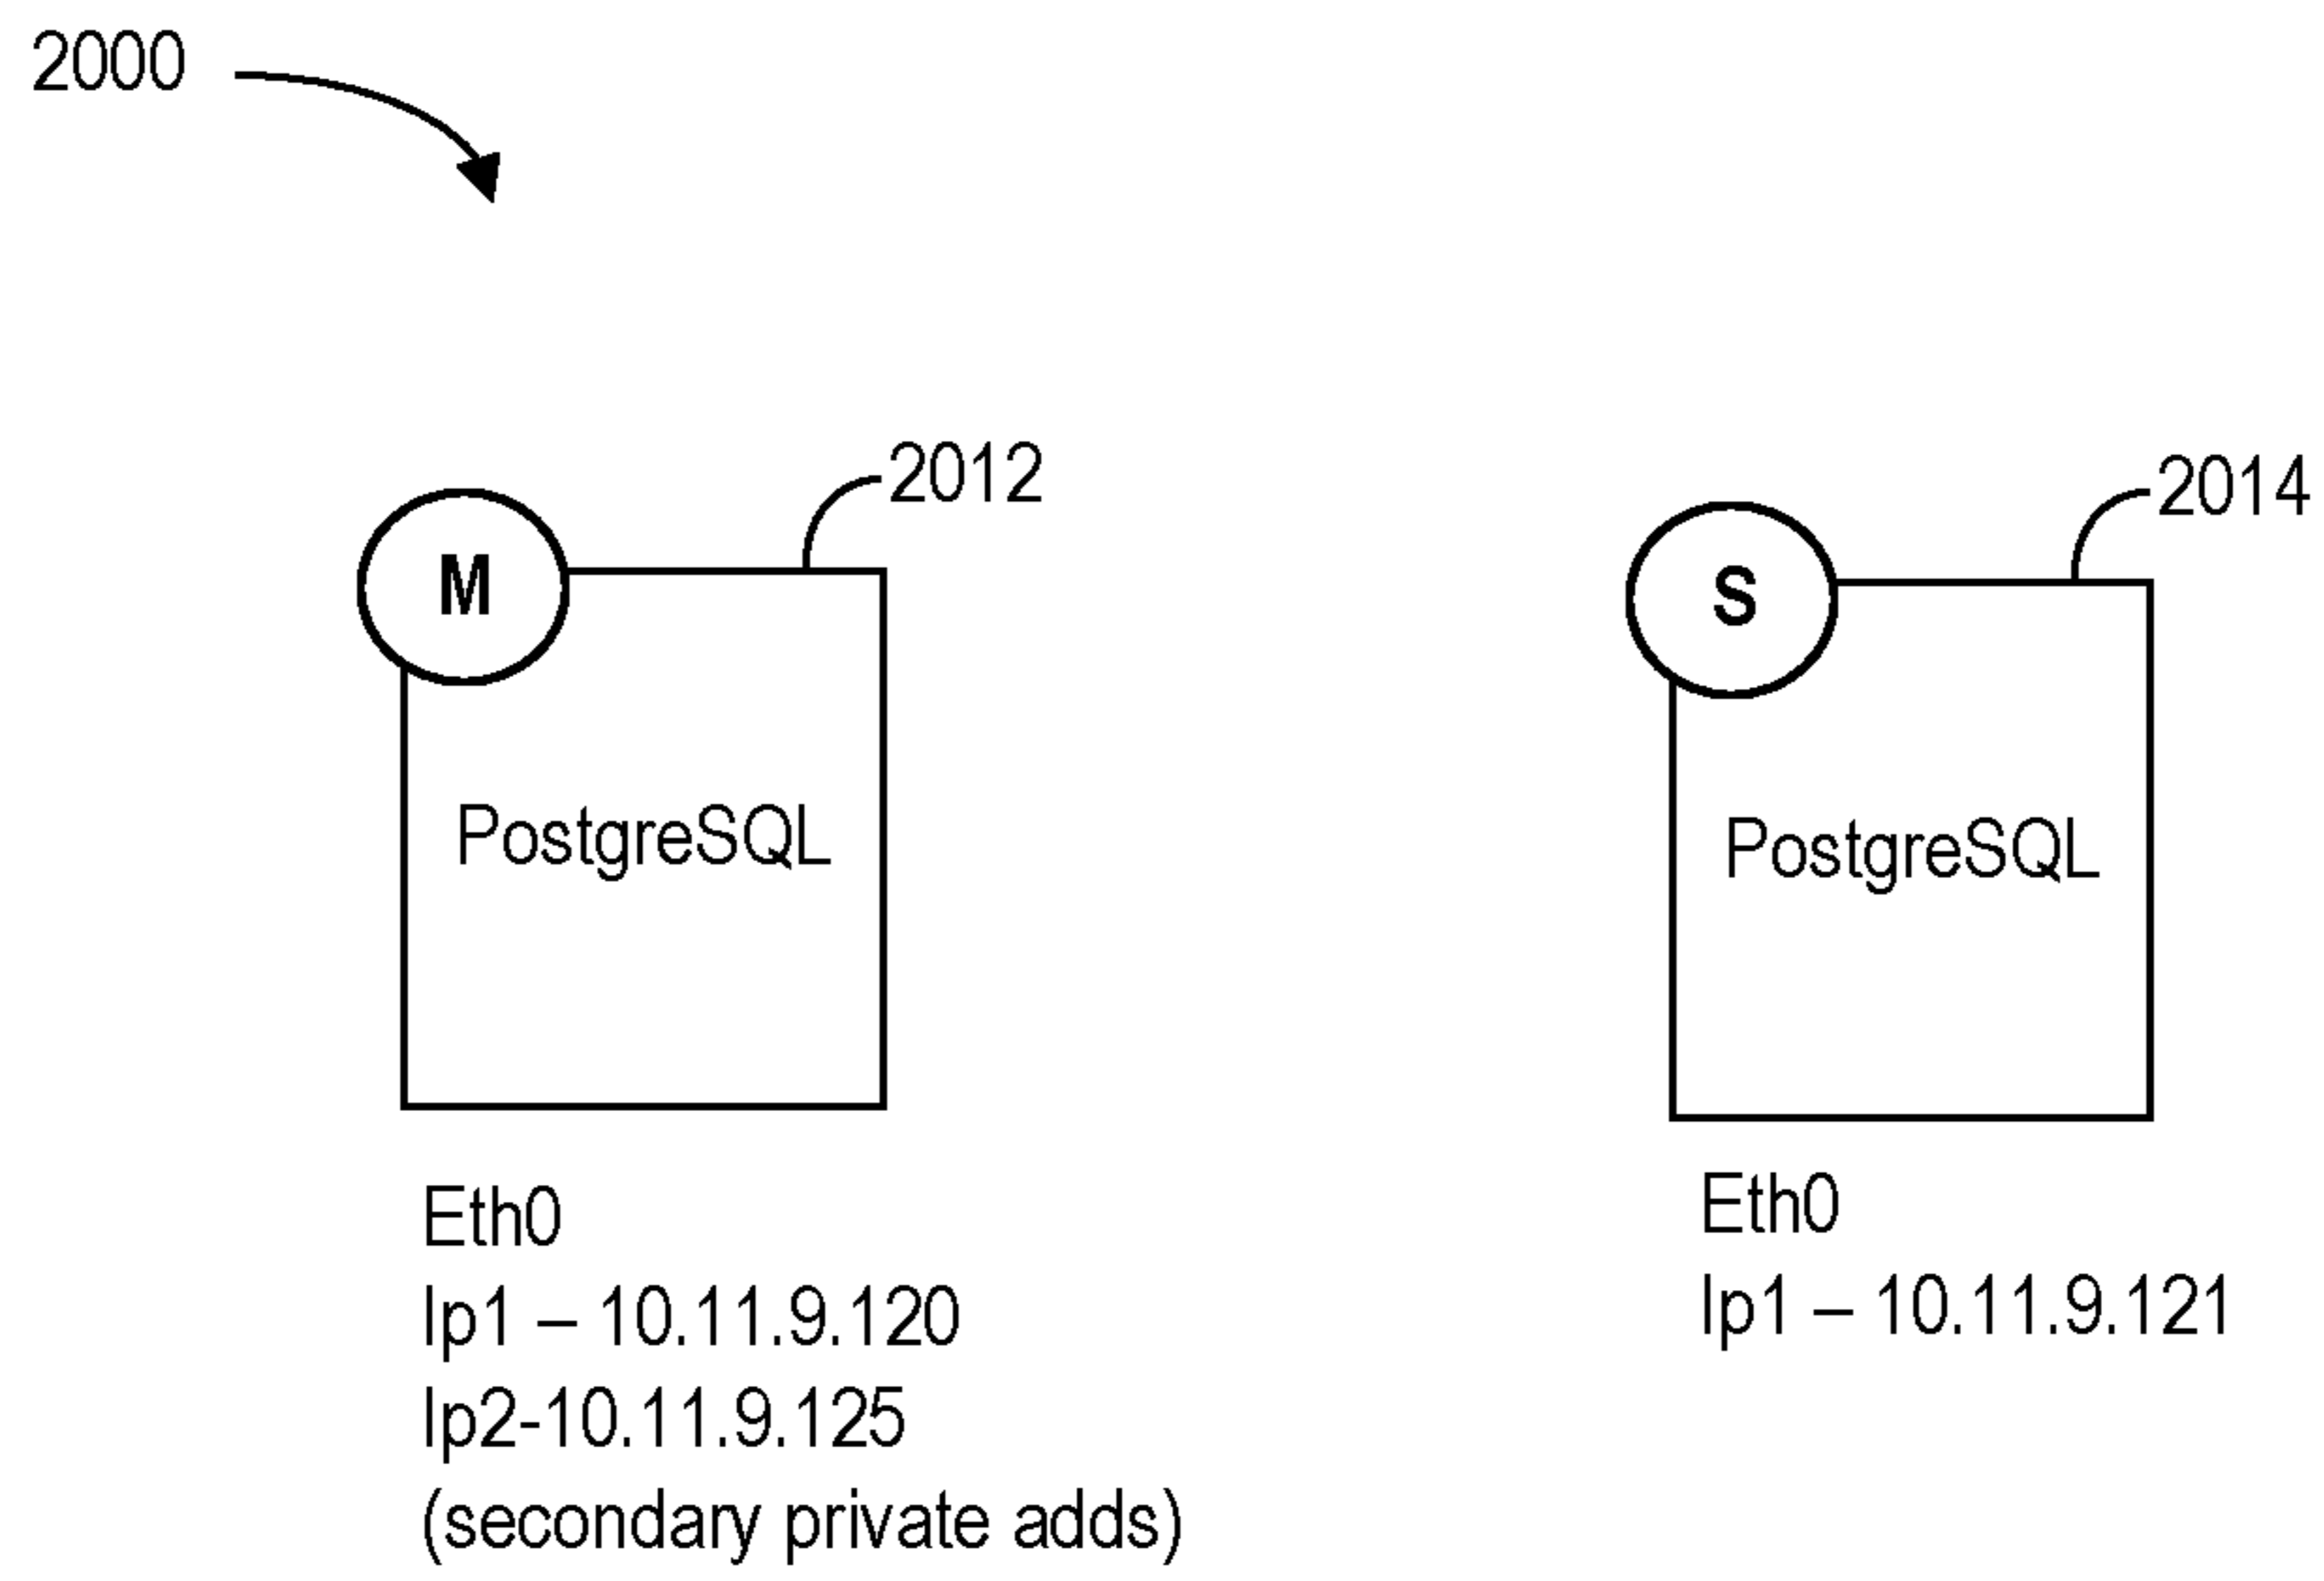 2000
2012
M
PostgreSQL
Eth0
Ip1 – 10.11.9.120
Ip2-10.11.9.125
(secondary private adds)
2014
S
PostgreSQL
Eth0
Ip1 – 10.11.9.121